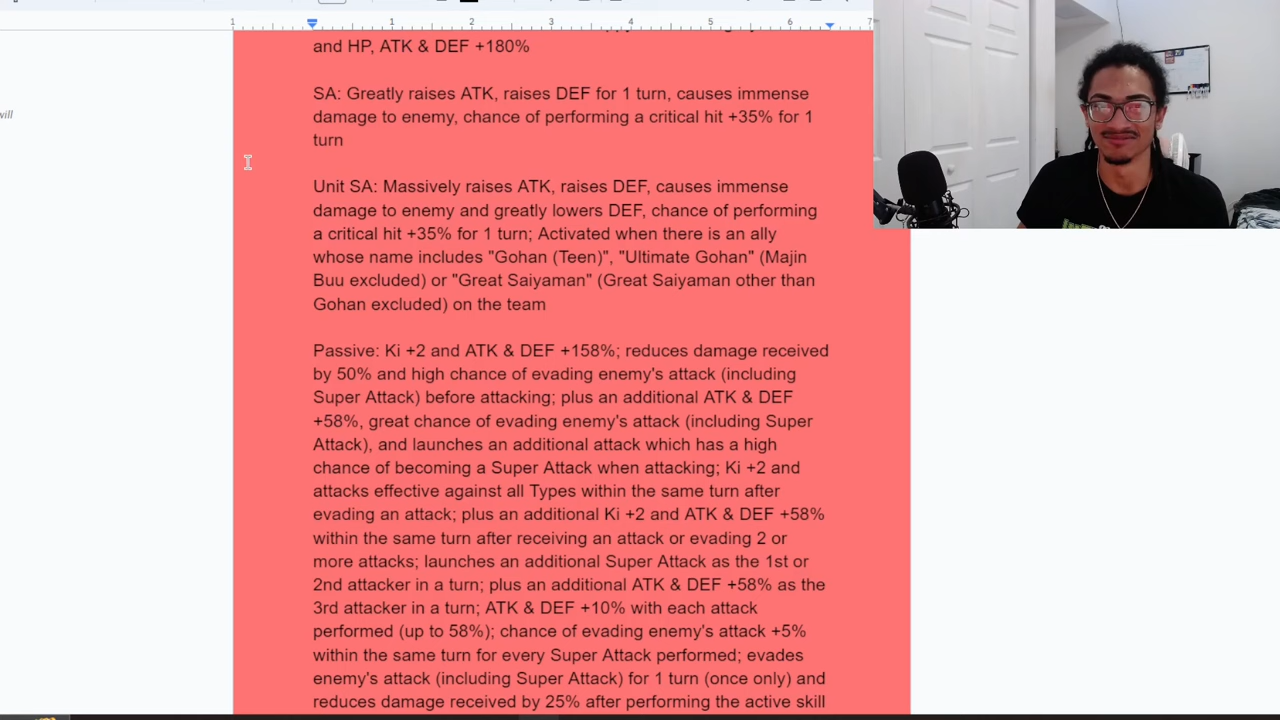 1 1 2 3 4 5 6 7
and HP, ATK & DEF +180%
will
SA: Greatly raises ATK, raises DEF for 1 turn, causes immense
damage to enemy, chance of performing a critical hit +35% for 1
turn
Unit SA: Massively raises ATK, raises DEF, causes immense
damage to enemy and greatly lowers DEF, chance of performing
a critical hit +35% for 1 turn; Activated when there is an ally
whose name includes "Gohan (Teen)", "Ultimate Gohan" (Majin
Buu excluded) or "Great Saiyaman" (Great Saiyaman other than
Gohan excluded) on the team
Passive: Ki +2 and ATK & DEF +158%; reduces damage received
by 50% and high chance of evading enemy's attack (including
Super Attack) before attacking; plus an additional ATK & DEF
+58%, great chance of evading enemy's attack (including Super
Attack), and launches an additional attack which has a high
chance of becoming a Super Attack when attacking; Ki +2 and
attacks effective against all Types within the same turn after
evading an attack; plus an additional Ki +2 and ATK & DEF +58%
within the same turn after receiving an attack or evading 2 or
more attacks; launches an additional Super Attack as the 1st or
2nd attacker in a turn; plus an additional ATK & DEF +58% as the
3rd attacker in a turn; ATK & DEF +10% with each attack
performed (up to 58%); chance of evading enemy's attack +5%
within the same turn for every Super Attack performed; evades
enemy's attack (including Super Attack) for 1 turn (once only) and
reduces damage received by 25% after performing the active skill